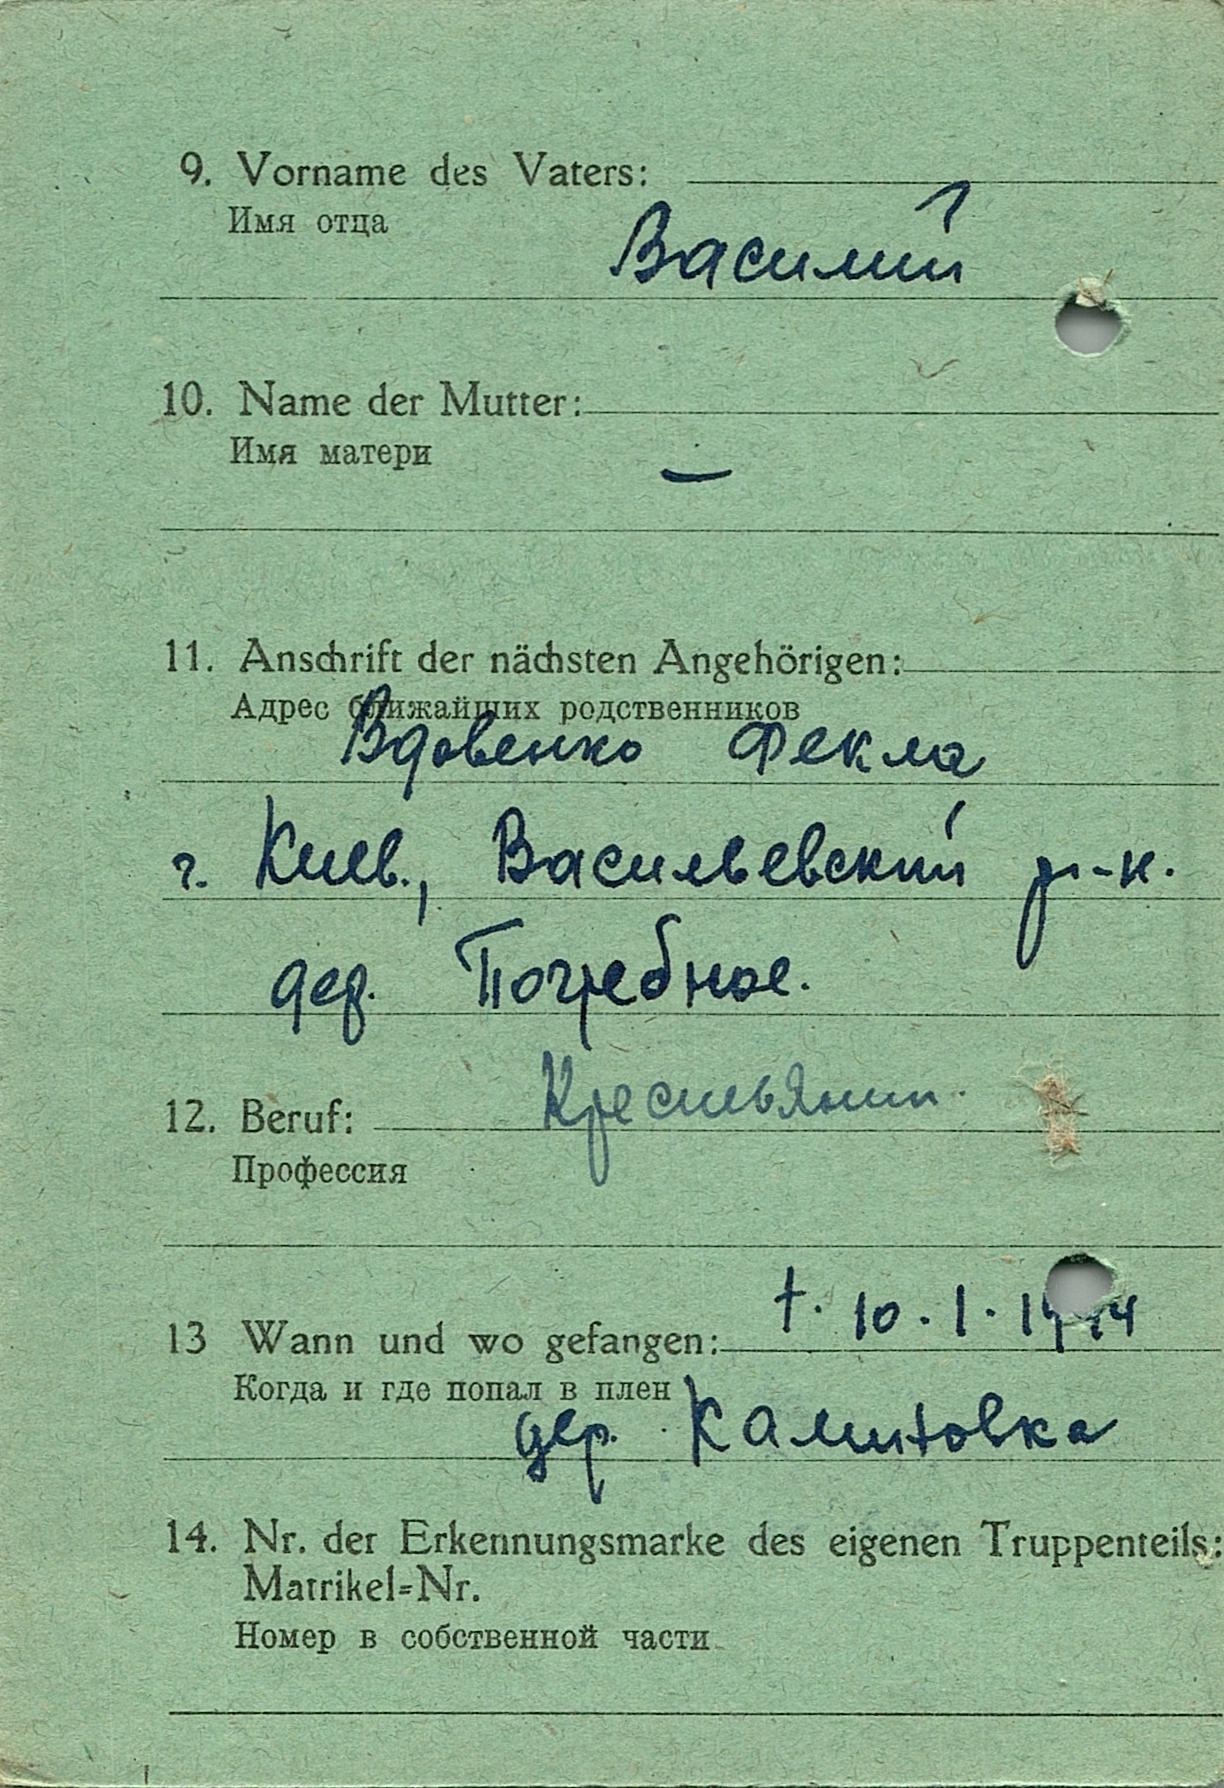 9. Vorname des Vaters:
Имя отца
Василий
10. Name der Mutter:
Имя матери
—
11. Anschrift der nächsten Angehörigen:
Адрес ближайших родственников
Вдовенко Фекла
г. Киев., Васильевский р-н.
дер. Погребное.
Крестьянин.
12. Beruf:
Профессия
t. 10. 1. 1944
13 Wann und wo gefangen:
Когда и где попал в плен
дер. Калитовка
14. Nr. der Erkennungsmarke des eigenen Truppenteils:
Matrikel=Nr.
Номер в собственной части